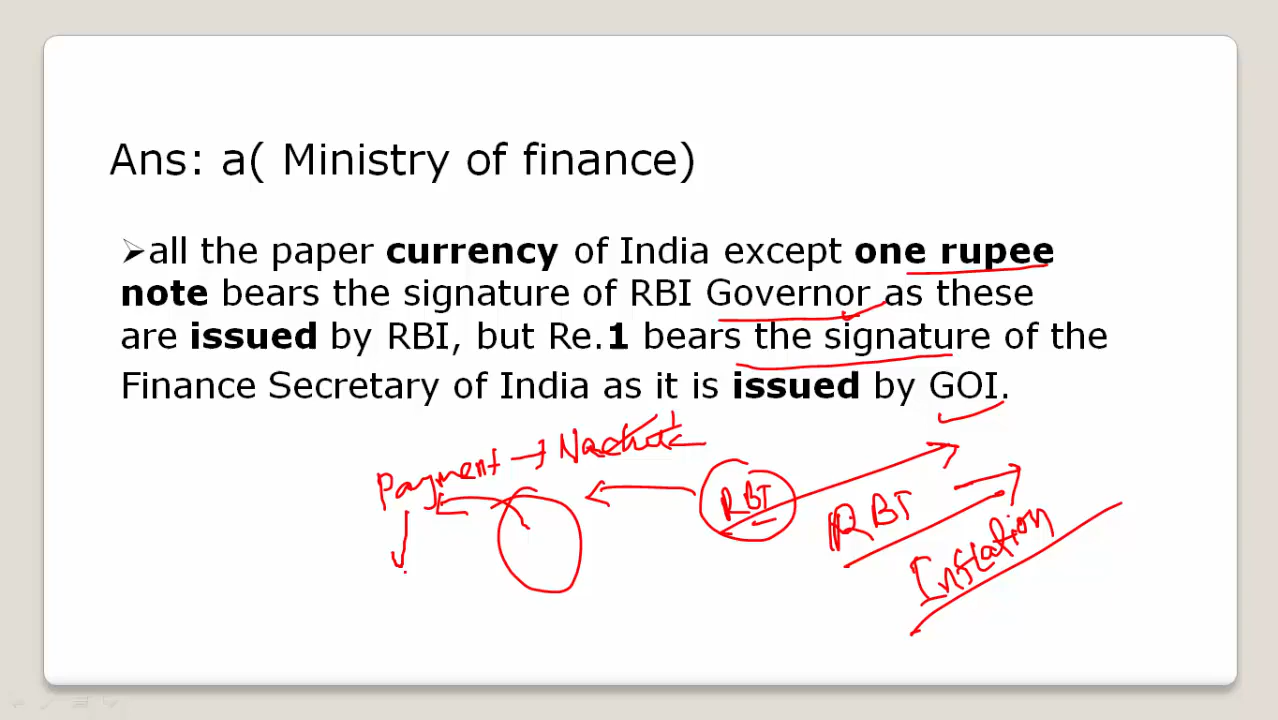 Ans: a( Ministry of finance)
➢all the paper currency of India except one rupee
note bears the signature of RBI Governor as these
are issued by RBI, but Re.1 bears the signature of the
Finance Secretary of India as it is issued by GOI.
Payment →
RBI
RBI
Inflation